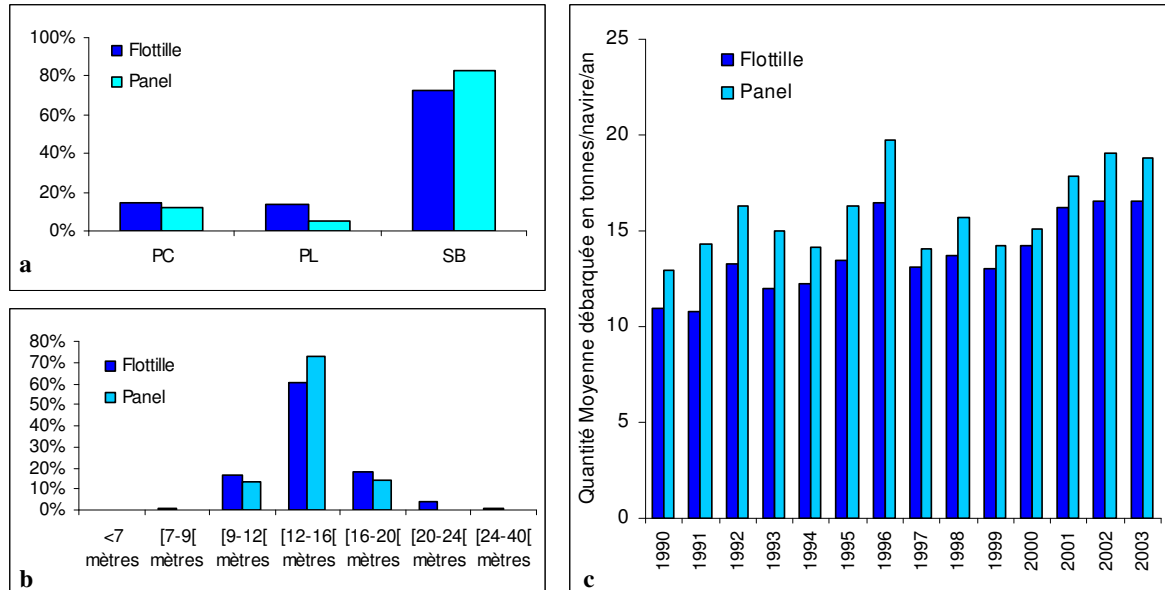 100%
80%
60%
40%
20%
0%
Flottille
Panel
PC PL SB
a
80%
70%
60%
50%
40%
30%
20%
10%
0%
Flottille
Panel
<7 [7-9[ [9-12[ [12-16[ [16-20[ [20-24[ [24-40[
mètres mètres mètres mètres mètres mètres mètres
b
Quantité Moyenne débarquée en tonnes/navire/an
25
20
15
10
5
0
Flottille
Panel
1990 1991 1992 1993 1994 1995 1996 1997 1998 1999 2000 2001 2002 2003
c